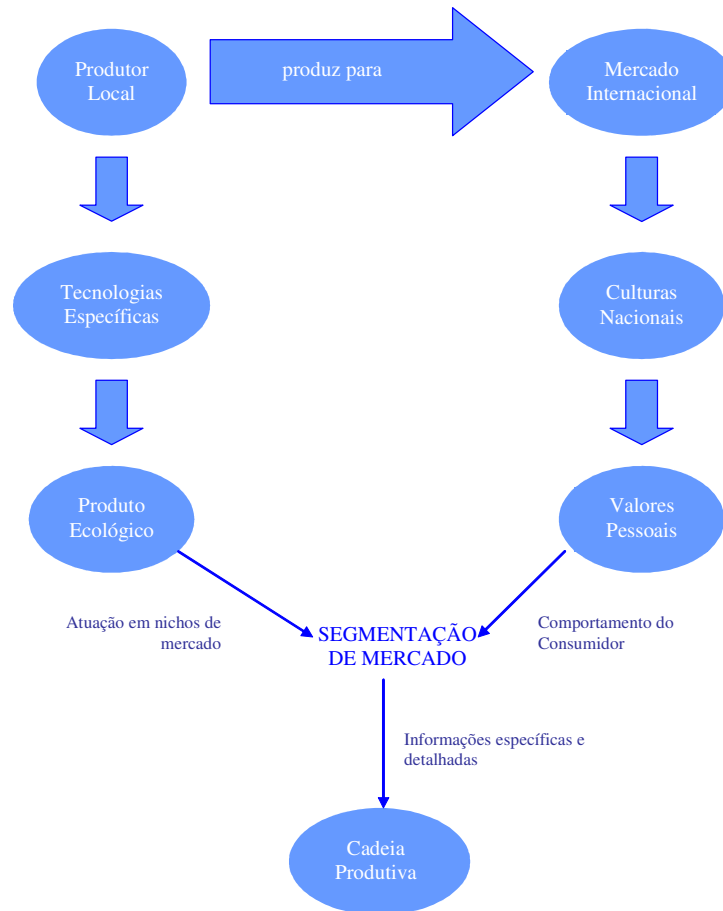 Produtor
Local
produz para
Mercado
Internacional
Tecnologias
Específicas
Culturas
Nacionais
Produto
Ecológico
Valores
Pessoais
Atuação em nichos de
mercado
SEGMENTAÇÃO
DE MERCADO
Comportamento do
Consumidor
Informações específicas e
detalhadas
Cadeia
Produtiva